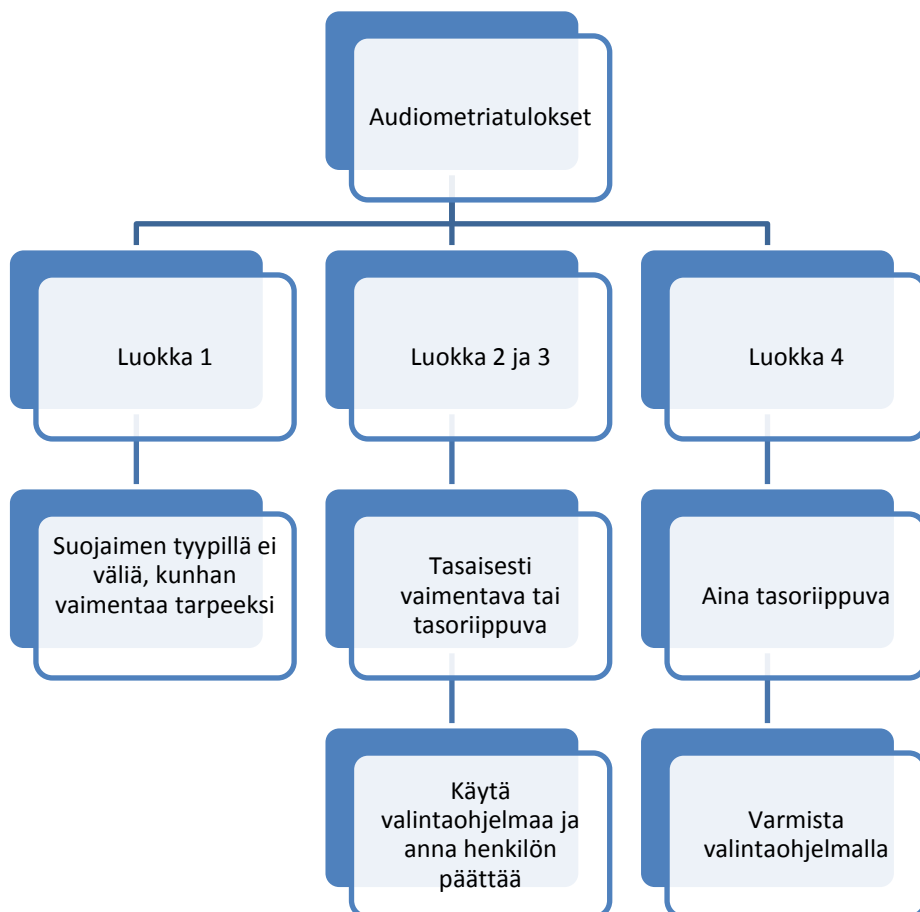 Audiometriatulokset
Luokka 1
Luokka 2 ja 3
Luokka 4
Suojaimen tyypillä ei
väliä, kunhan
vaimentaa tarpeeksi
Tasaisesti
vaimentava tai
tasoriippuva
Aina tasoriippuva
Käytä
valintaohjelmaa ja
anna henkilön
päättää
Varmista
valintaohjelmalla